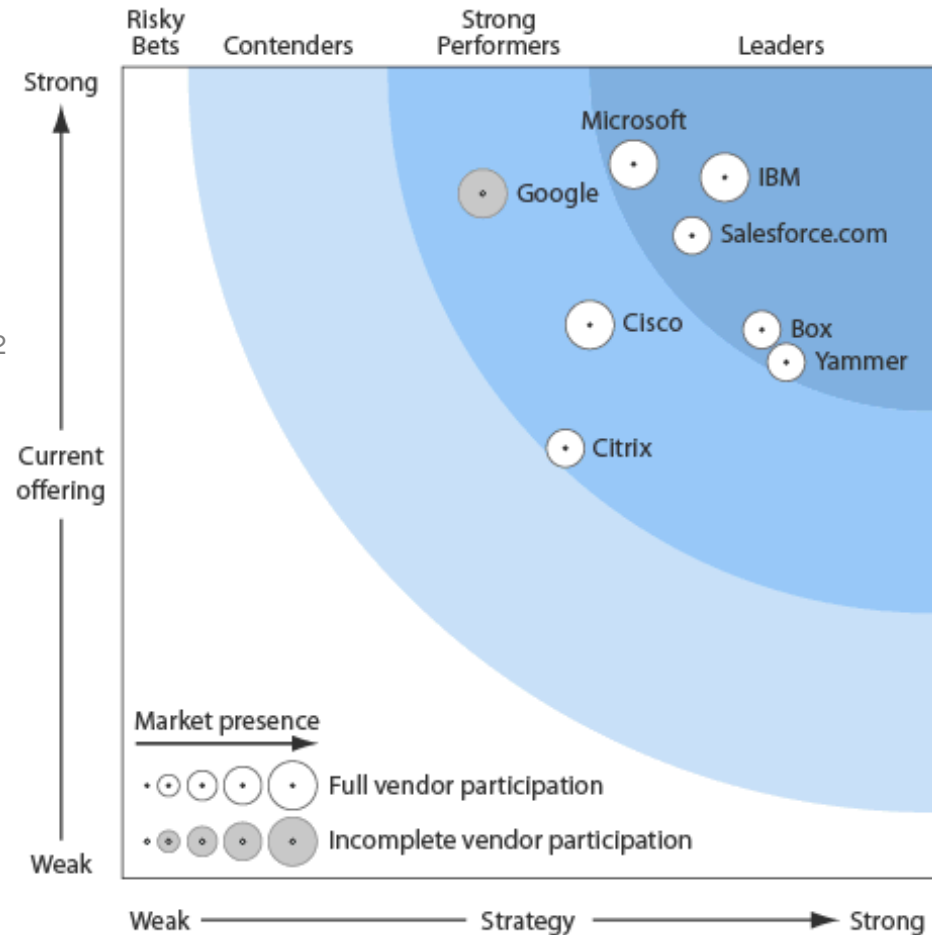 Risky
Bets
Contenders
Strong
Performers
Leaders
Strong
Microsoft
IBM
Google
Salesforce.com
Cisco
Box
2
Yammer
Citrix
Current
offering
Market presence
Full vendor participation
Incomplete vendor participation
Weak
Weak
Strategy
Strong